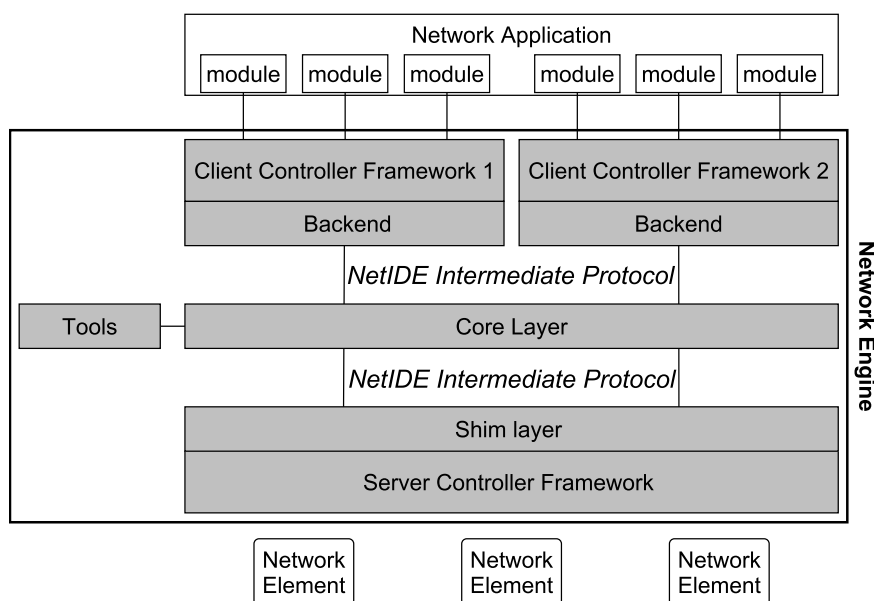 Network Application
module module module module module module
Client Controller Framework 1
Client Controller Framework 2
Backend
Backend
NetIDE Intermediate Protocol
Tools
Core Layer
NetIDE Intermediate Protocol
Shim layer
Server Controller Framework
Network Engine
Network
Element
Network
Element
Network
Element